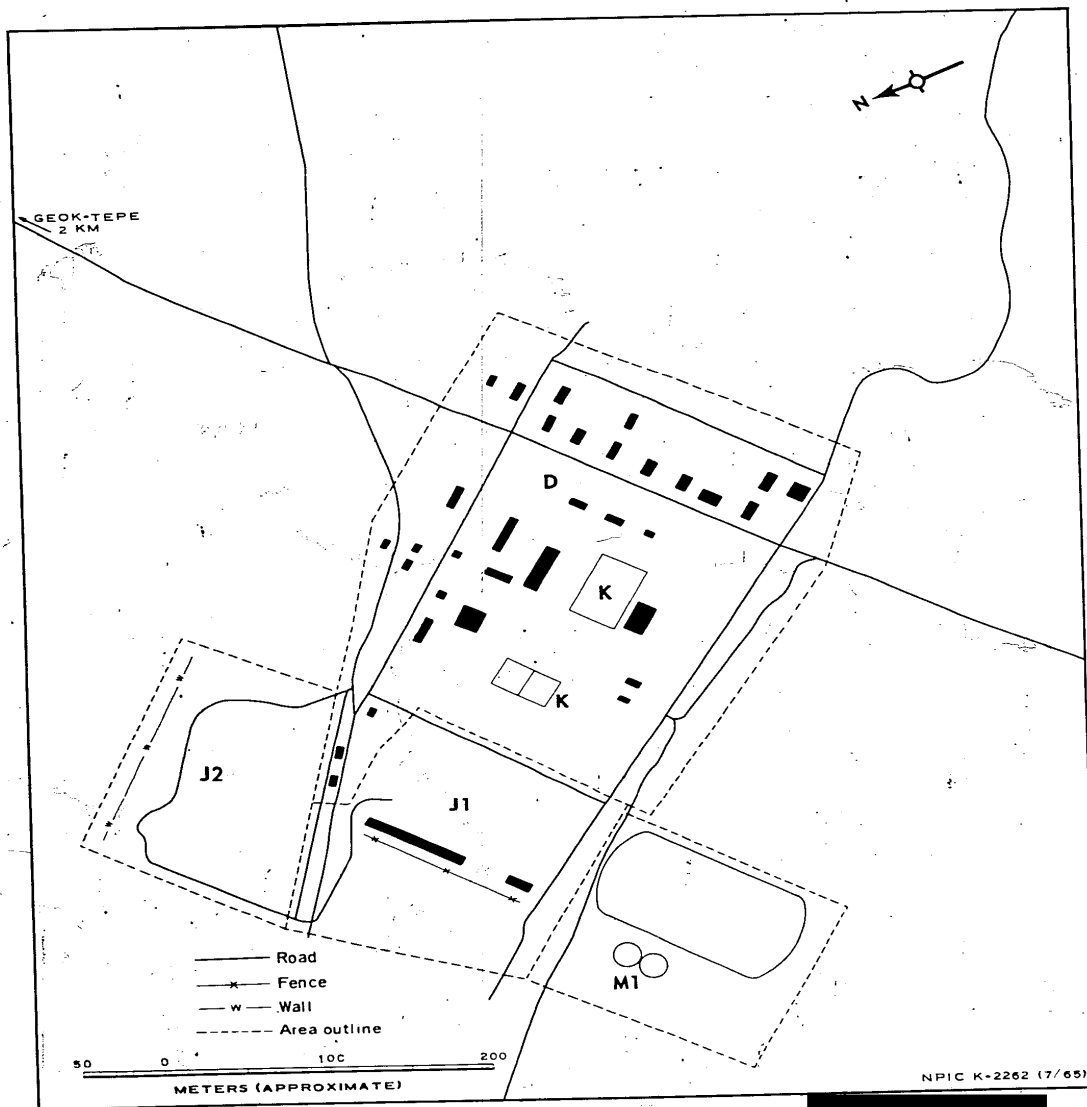 N
GEOK-TEPE
2 KM
D
K
K
J2
J1
M1
Road
Fence
W
Wall
Area outline
W
W
W
50 0 100 200
METERS (APPROXIMATE)
NPIC K-2262 (7/65)